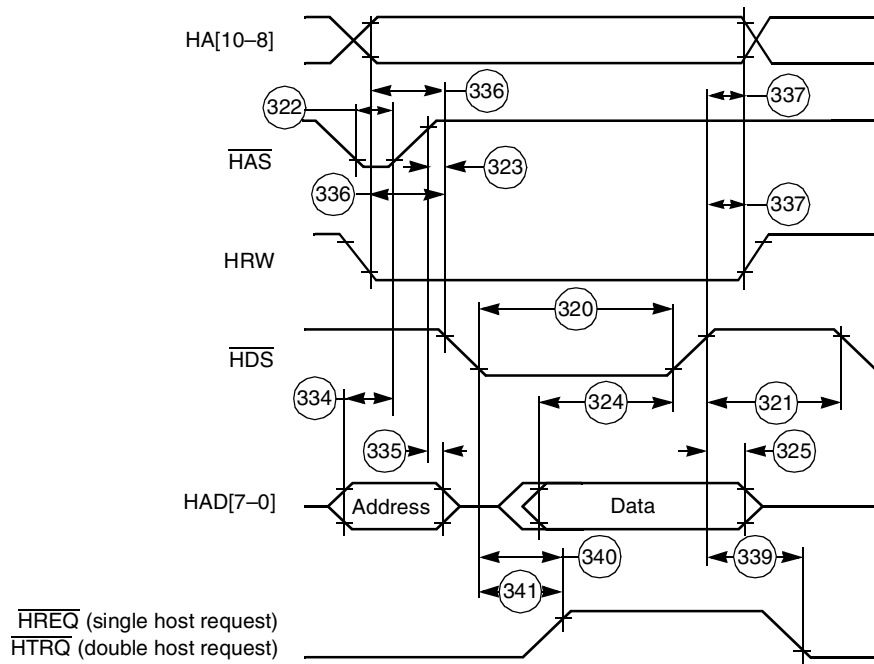 HA[10–8]
336
337
322
HAS
323
336
337
HRW
320
HDS
334
324
321
335
325
HAD[7–0]
Address
Data
340
339
341
HREQ (single host request)
HTRQ (double host request)